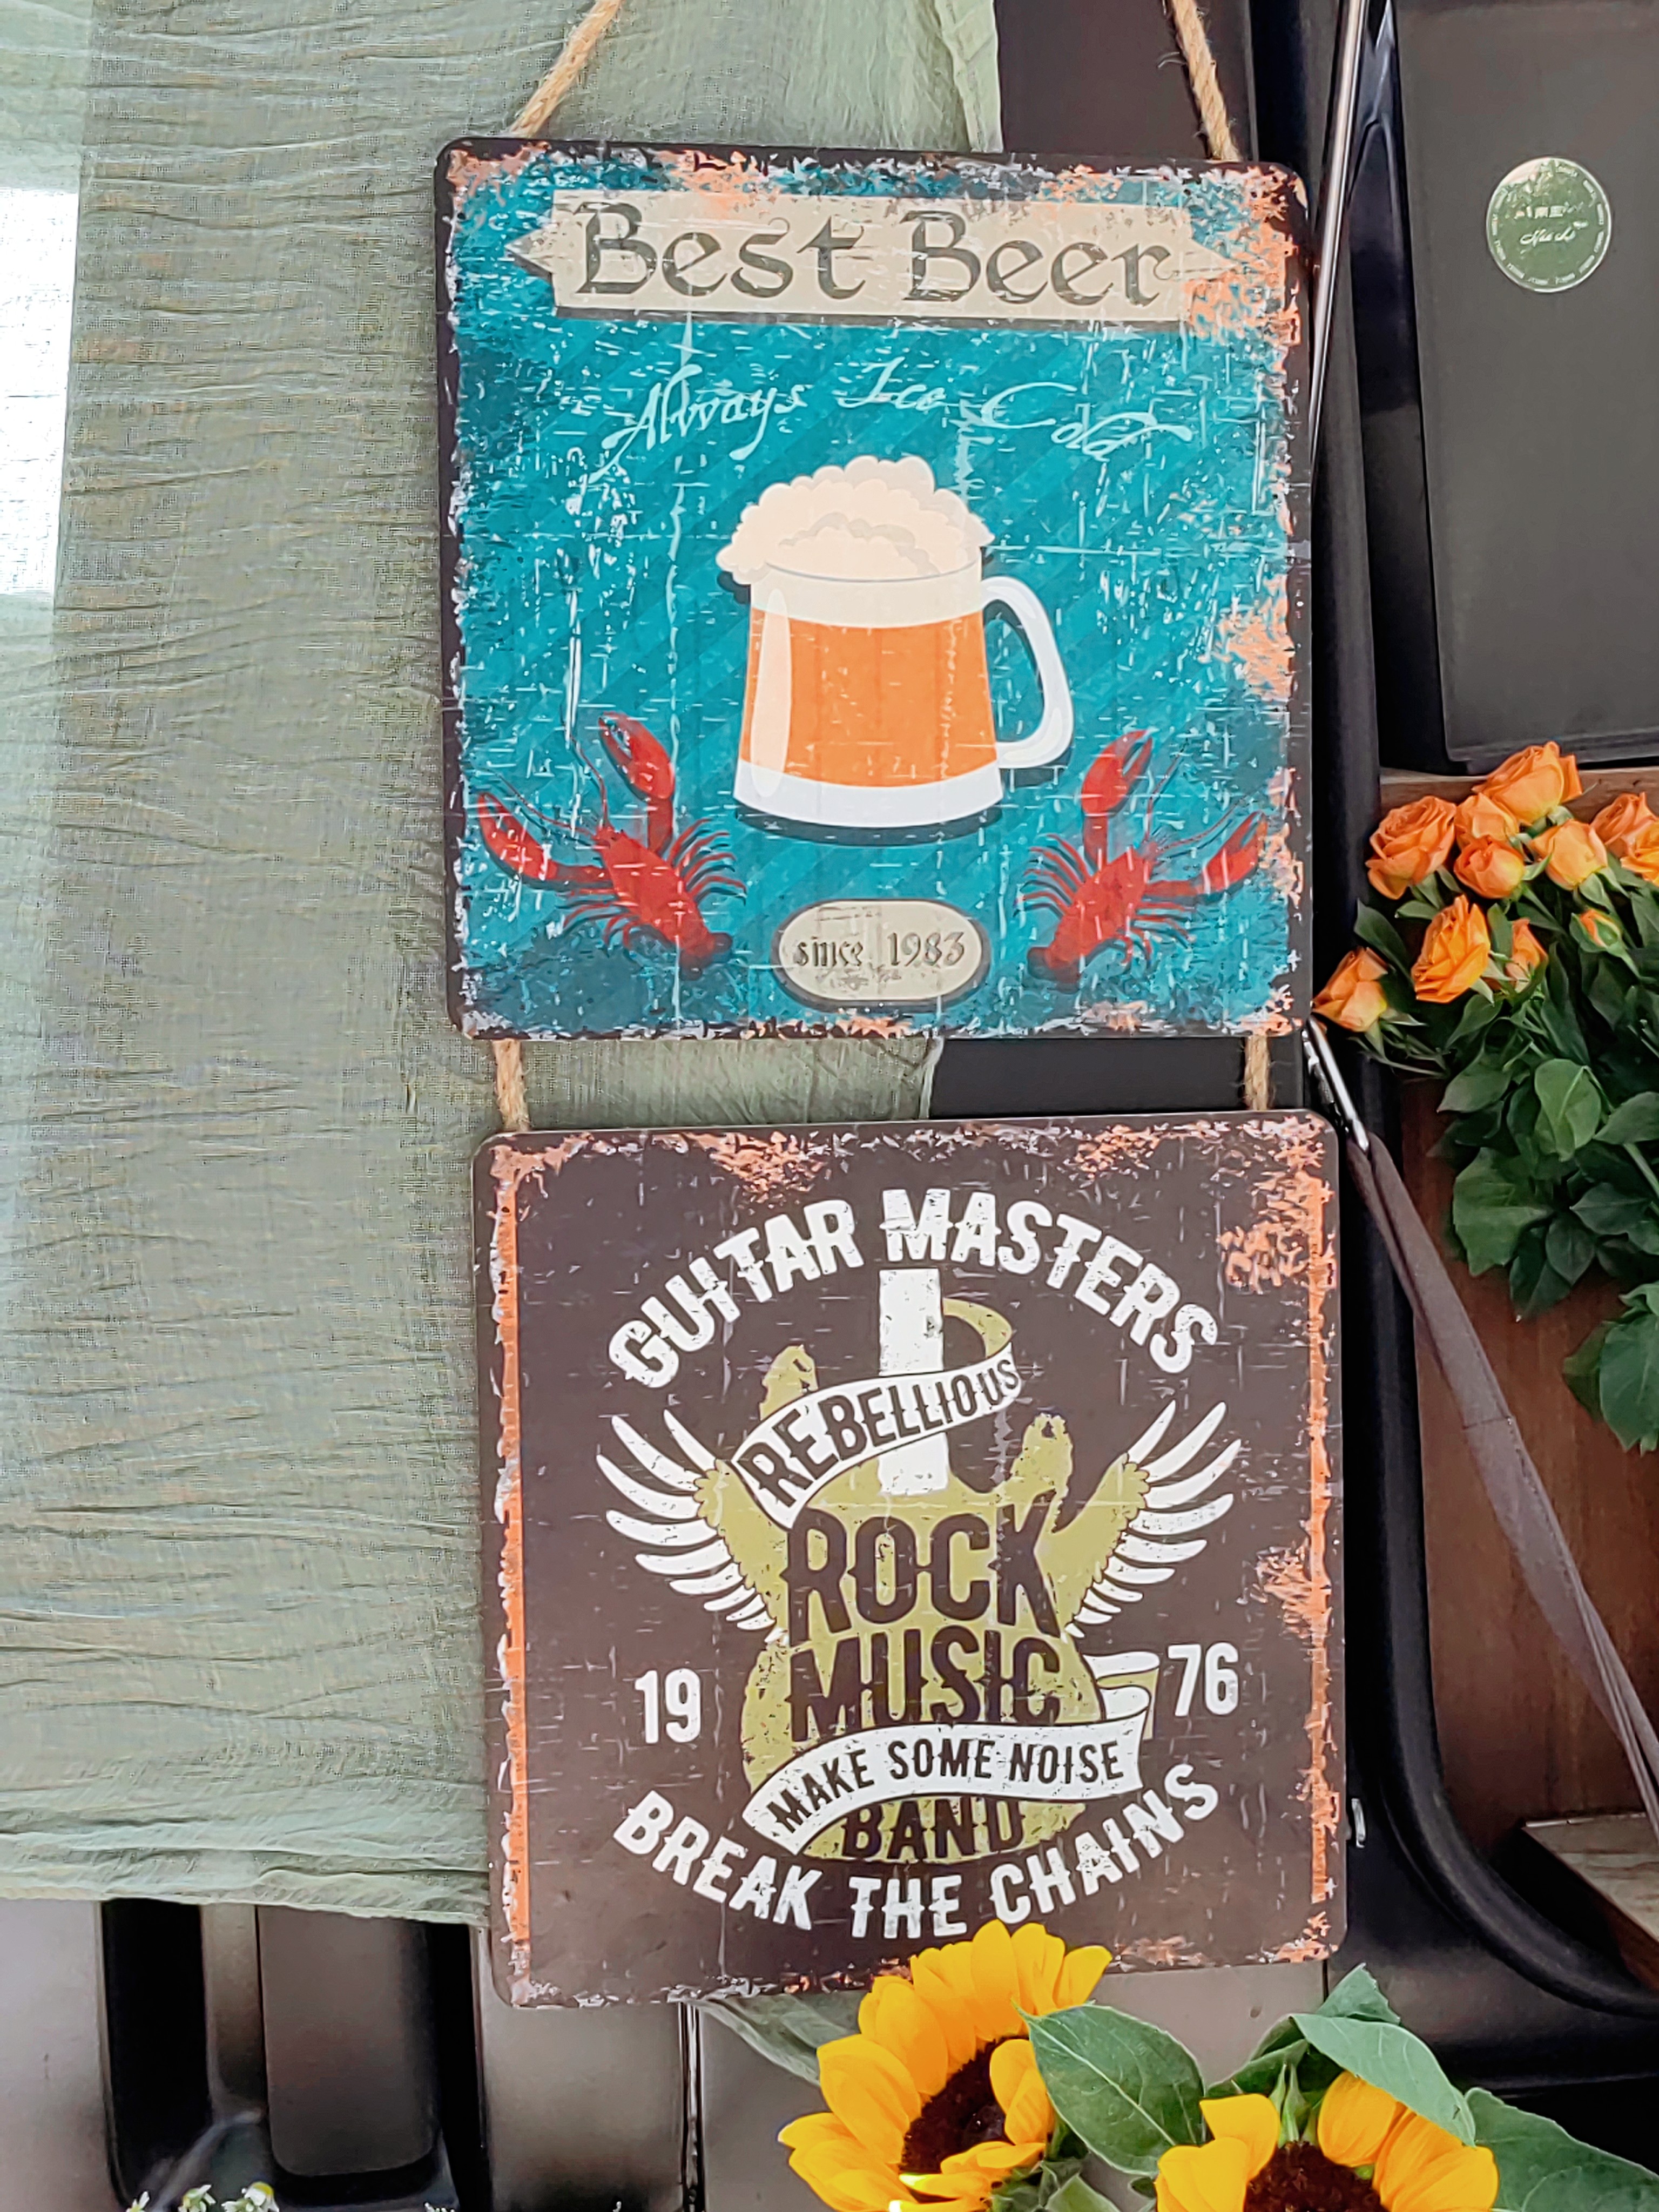 Best Beer
Always Ice Cold
since 1983
GUITAR MASTERS
REBELLIOUS
ROCK
MUSIC
19 76
MAKE SOME NOISE
BAND
BREAK THE CHAINS